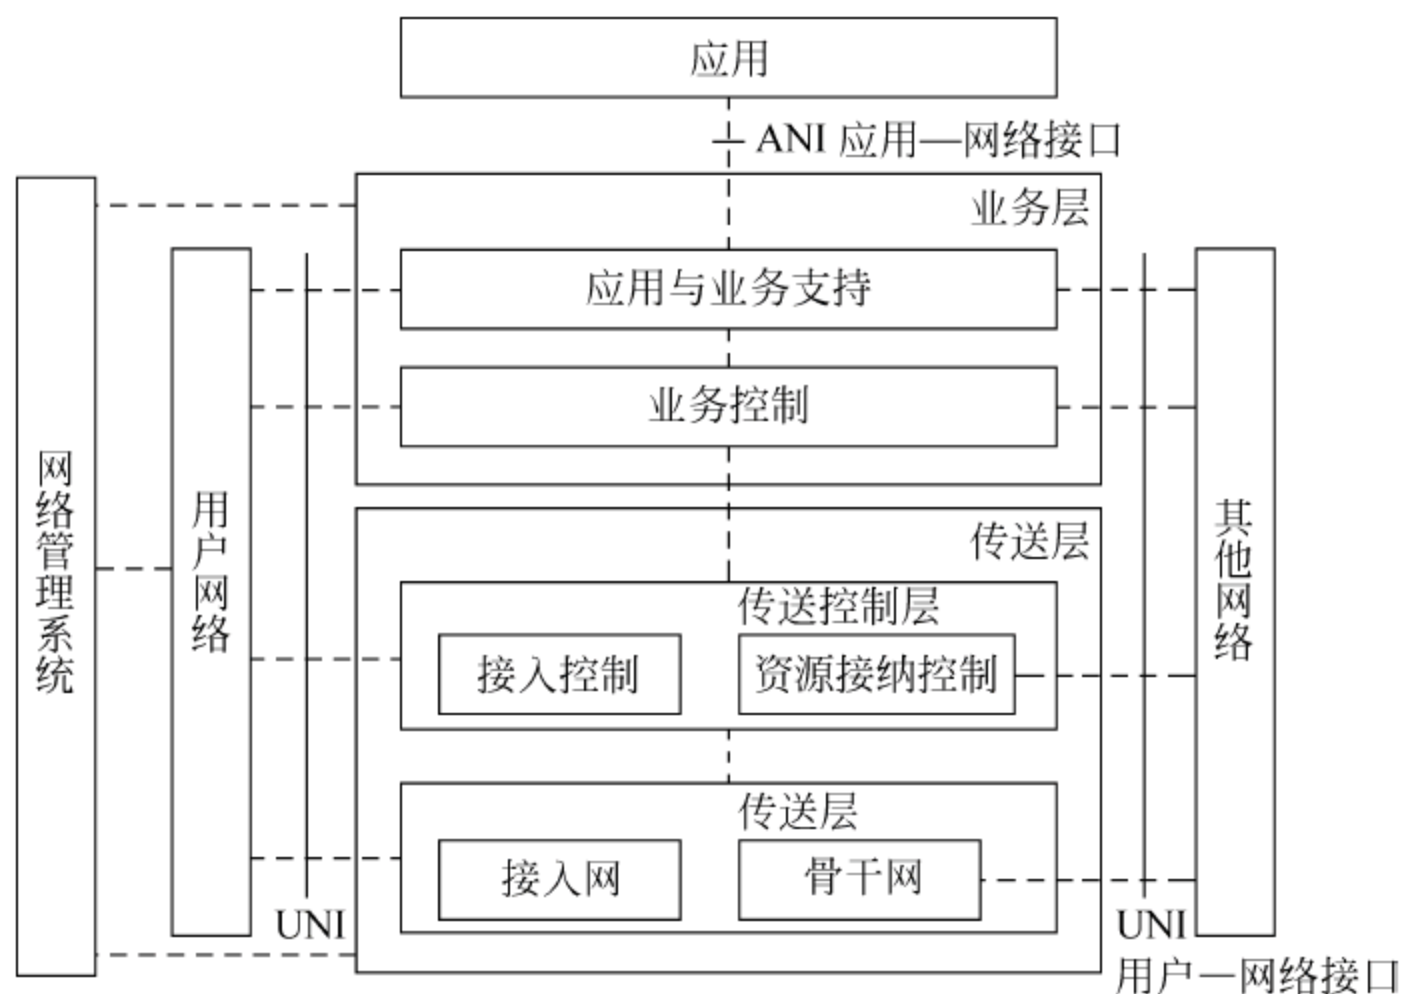 应用
ANI 应用—网络接口
业务层
应用与业务支持
业务控制
网络管理系统
用户网络
其他网络
传送层
传送控制层
接入控制
资源接纳控制
传送层
接入网
骨干网
UNI
UNI
用户—网络接口